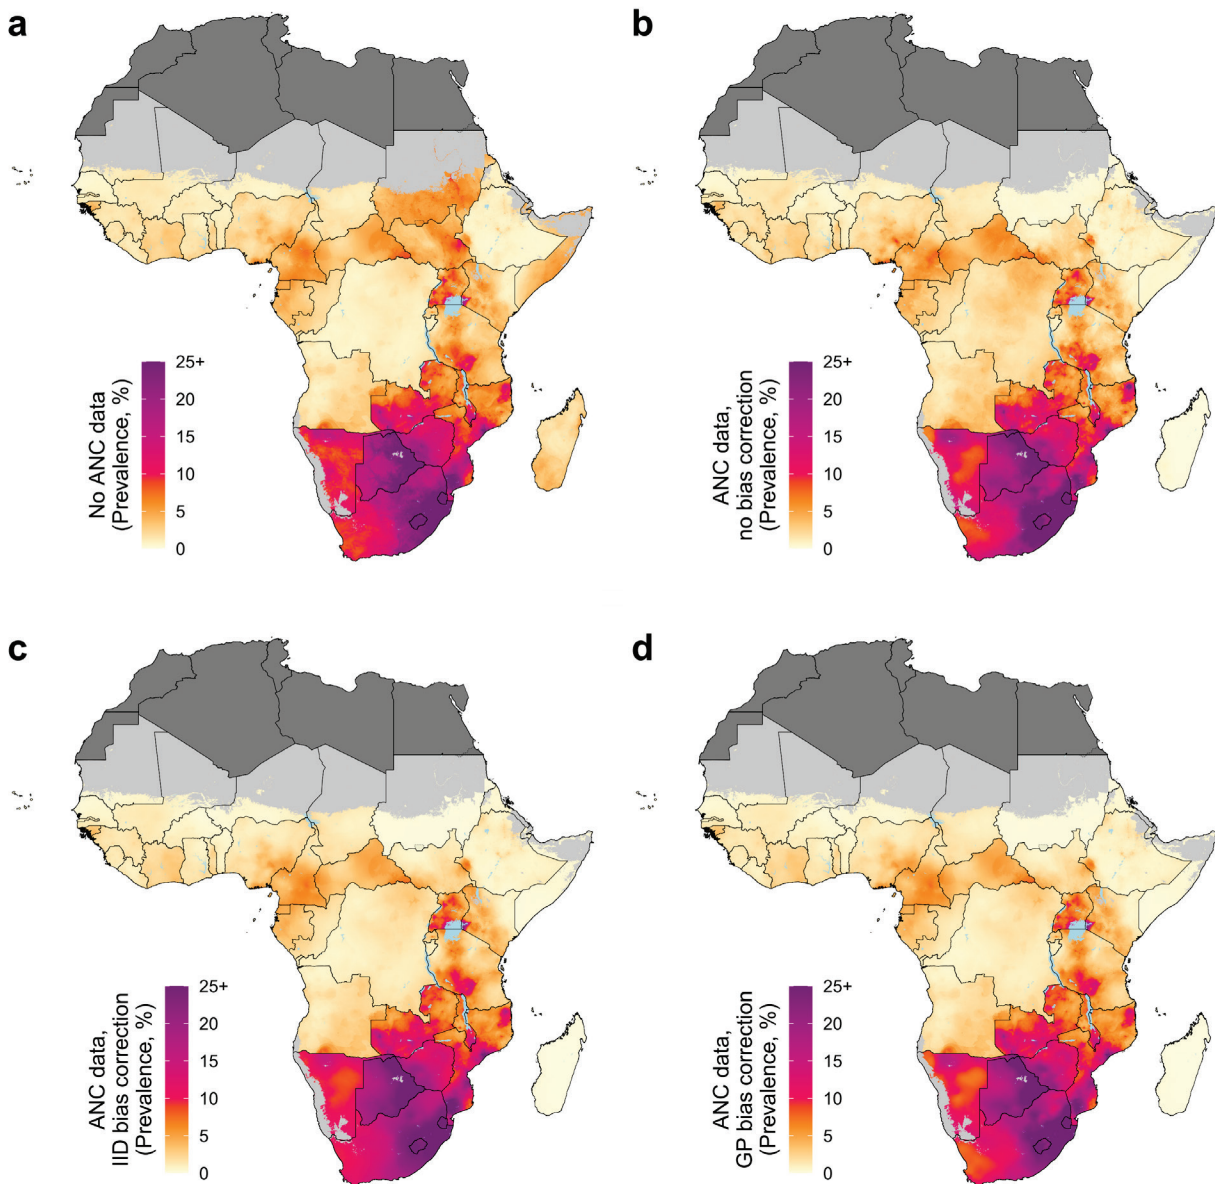 a
No ANC data
(Prevalence, %)
25+
20
15
10
5
0
b
ANC data,
no bias correction
(Prevalence, %)
25+
20
15
10
5
0
c
ANC data,
IID bias correction
(Prevalence, %)
25+
20
15
10
5
0
d
ANC data,
GP bias correction
(Prevalence, %)
25+
20
15
10
5
0